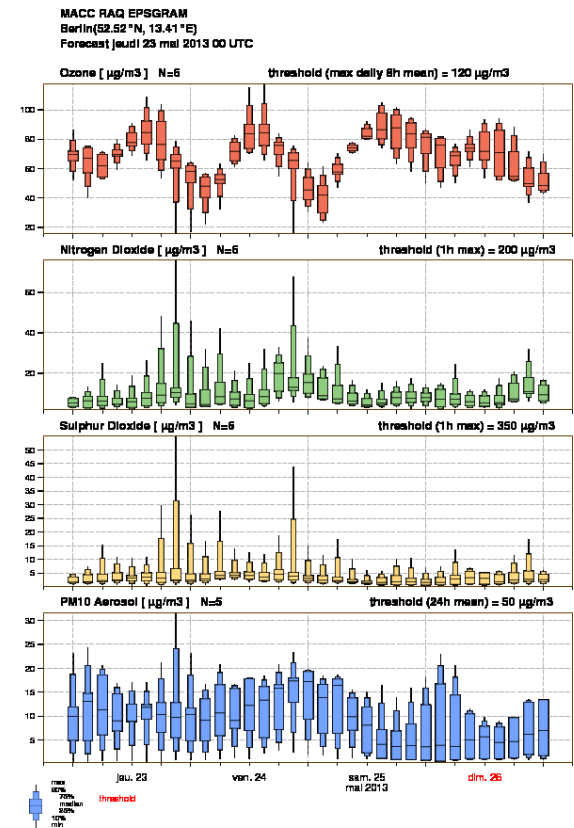 MACC RAQ EPSGRAM
Berlin(52.52°N, 13.41°E)
Forecast jeudi 23 mai 2013 00 UTC
Ozone [ µg/m3 ] N=6 threshold (max daily 8h mean) = 120 µg/m3
100
80
60
40
20
Nitrogen Dioxide [ µg/m3 ] N=6 threshold (1h max) = 200 µg/m3
60
40
20
Sulphur Dioxide [ µg/m3 ] N=6 threshold (1h max) = 350 µg/m3
50
45
40
35
30
25
20
15
10
5
PM10 Aerosol [ µg/m3 ] N=5 threshold (24h mean) = 50 µg/m3
30
25
20
15
10
5
jeu. 23 ven. 24 sam. 25 dim. 26
mai 2013
max
90%
75%
median
25%
10%
min
threshold